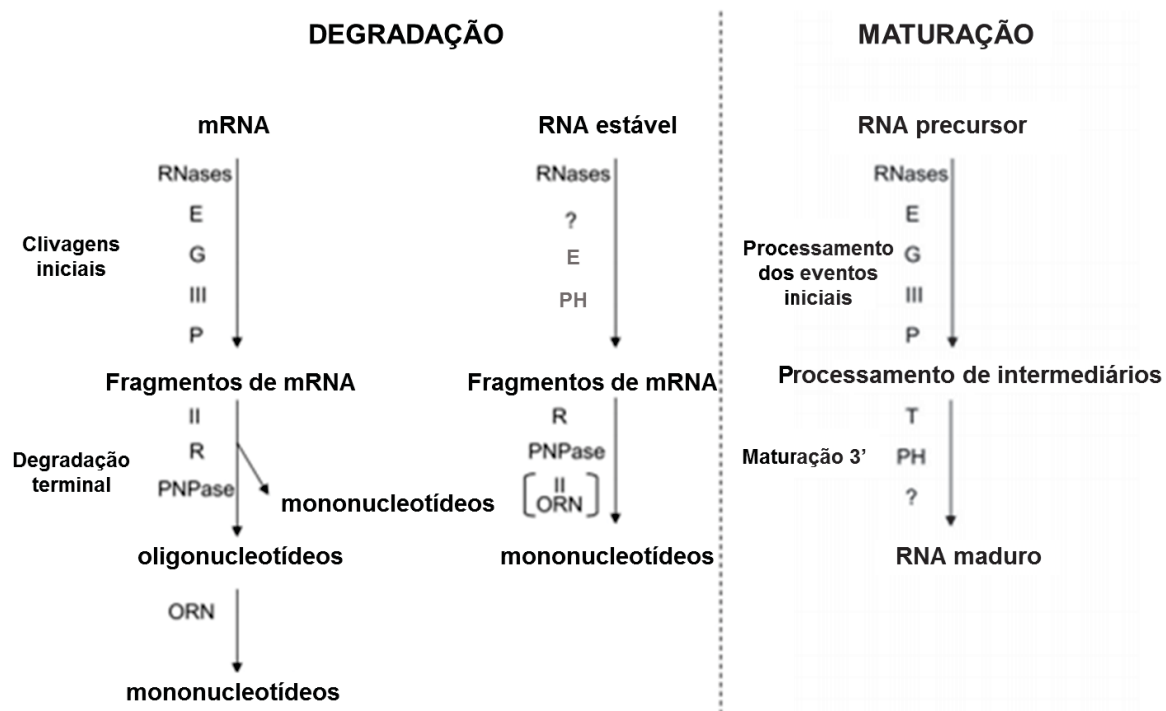 DEGRADAÇÃO
MATURAÇÃO
mRNA
RNases
E
G
III
P
Clivagens
iniciais
Fragmentos de mRNA
II
R
PNPase
Degradação
terminal
mononucleotídeos
oligonucleotídeos
ORN
mononucleotídeos
RNA estável
RNases
?
E
PH
Fragmentos de mRNA
R
PNPase
II
ORN
mononucleotídeos
RNA precursor
RNases
E
G
III
P
Processamento
dos eventos
iniciais
Processamento de intermediários
T
PH
?
Maturação 3’
RNA maduro